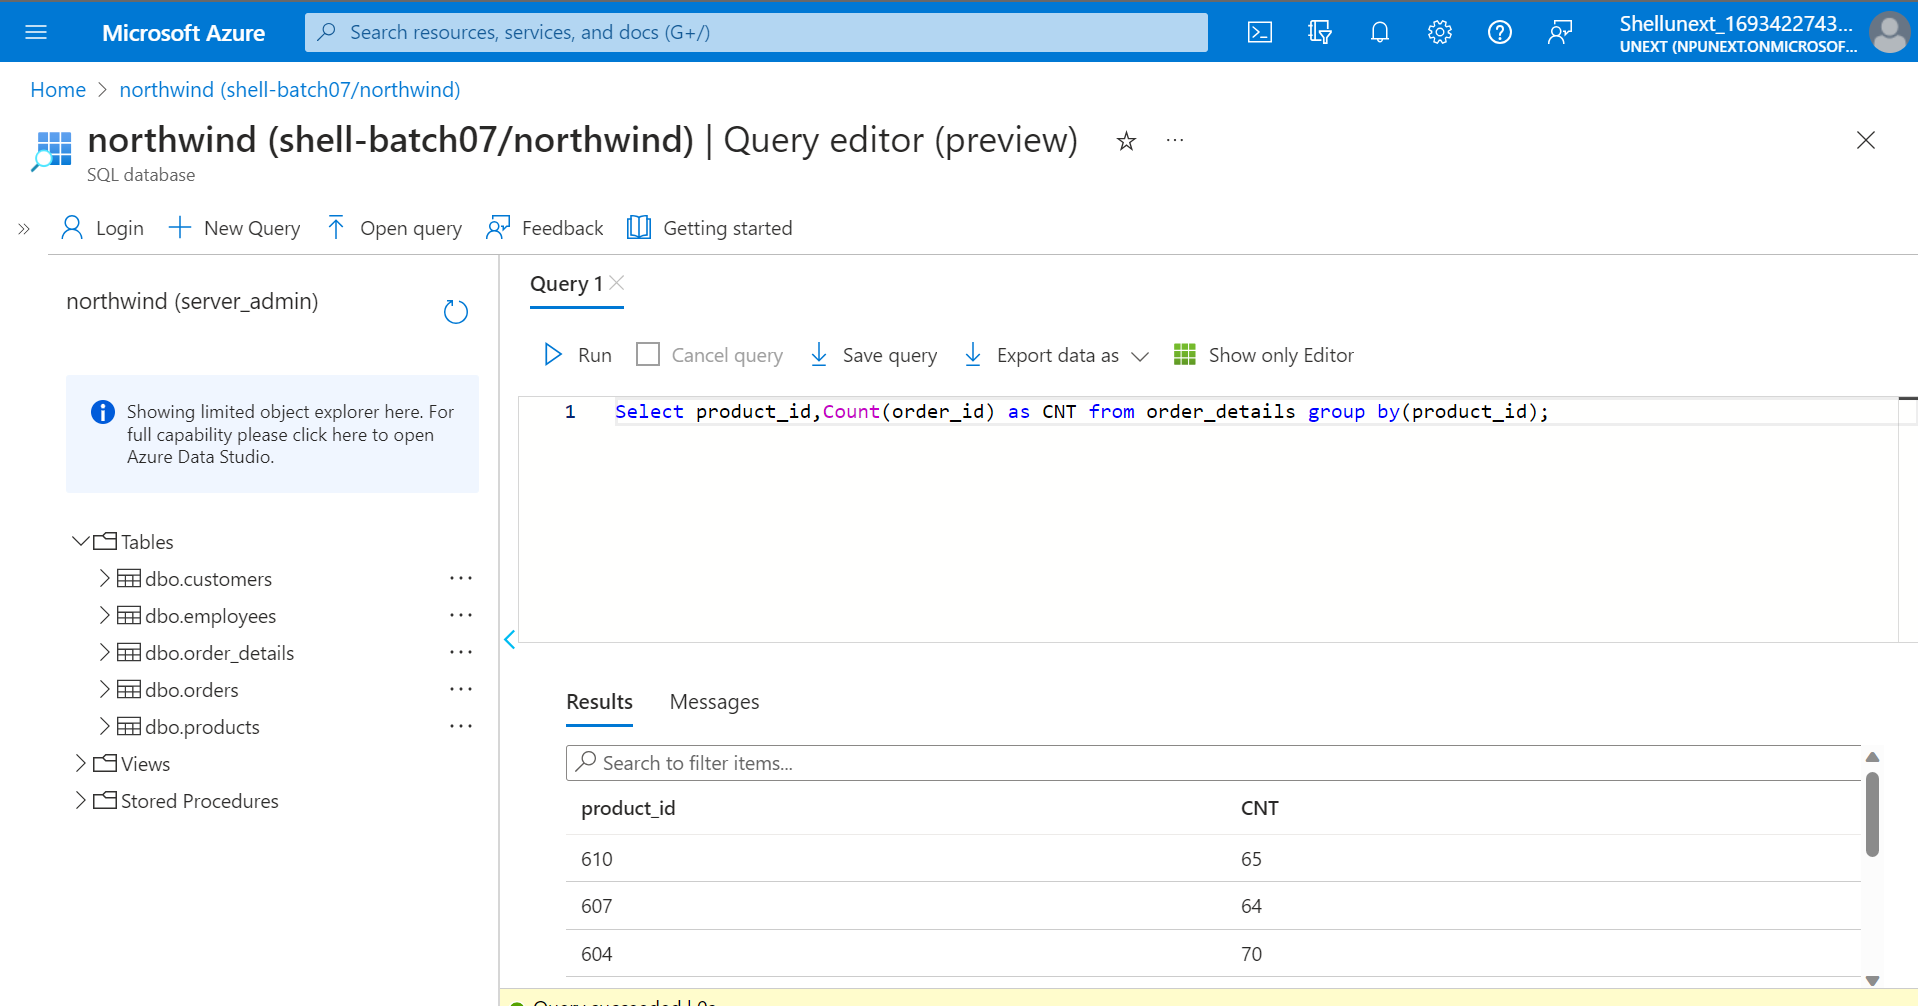 Microsoft Azure
Search resources, services, and docs (G+/)
Shellunext_1693422743...
UNEXT (NPUNEXT.ONMICROSOF...
Home > northwind (shell-batch07/northwind)
northwind (shell-batch07/northwind) | Query editor (preview)
SQL database
Login
New Query
Open query
Feedback
Getting started
northwind (server_admin)
Showing limited object explorer here. For
full capability please click here to open
Azure Data Studio.
Tables
dbo.customers
dbo.employees
dbo.order_details
dbo.orders
dbo.products
Views
Stored Procedures
Query 1
Run
Cancel query
Save query
Export data as
Show only Editor
1 Select product_id,Count(order_id) as CNT from order_details group by(product_id);
Results Messages
Search to filter items...
product_id CNT
610 65
607 64
604 70
Query succeeded | 0s